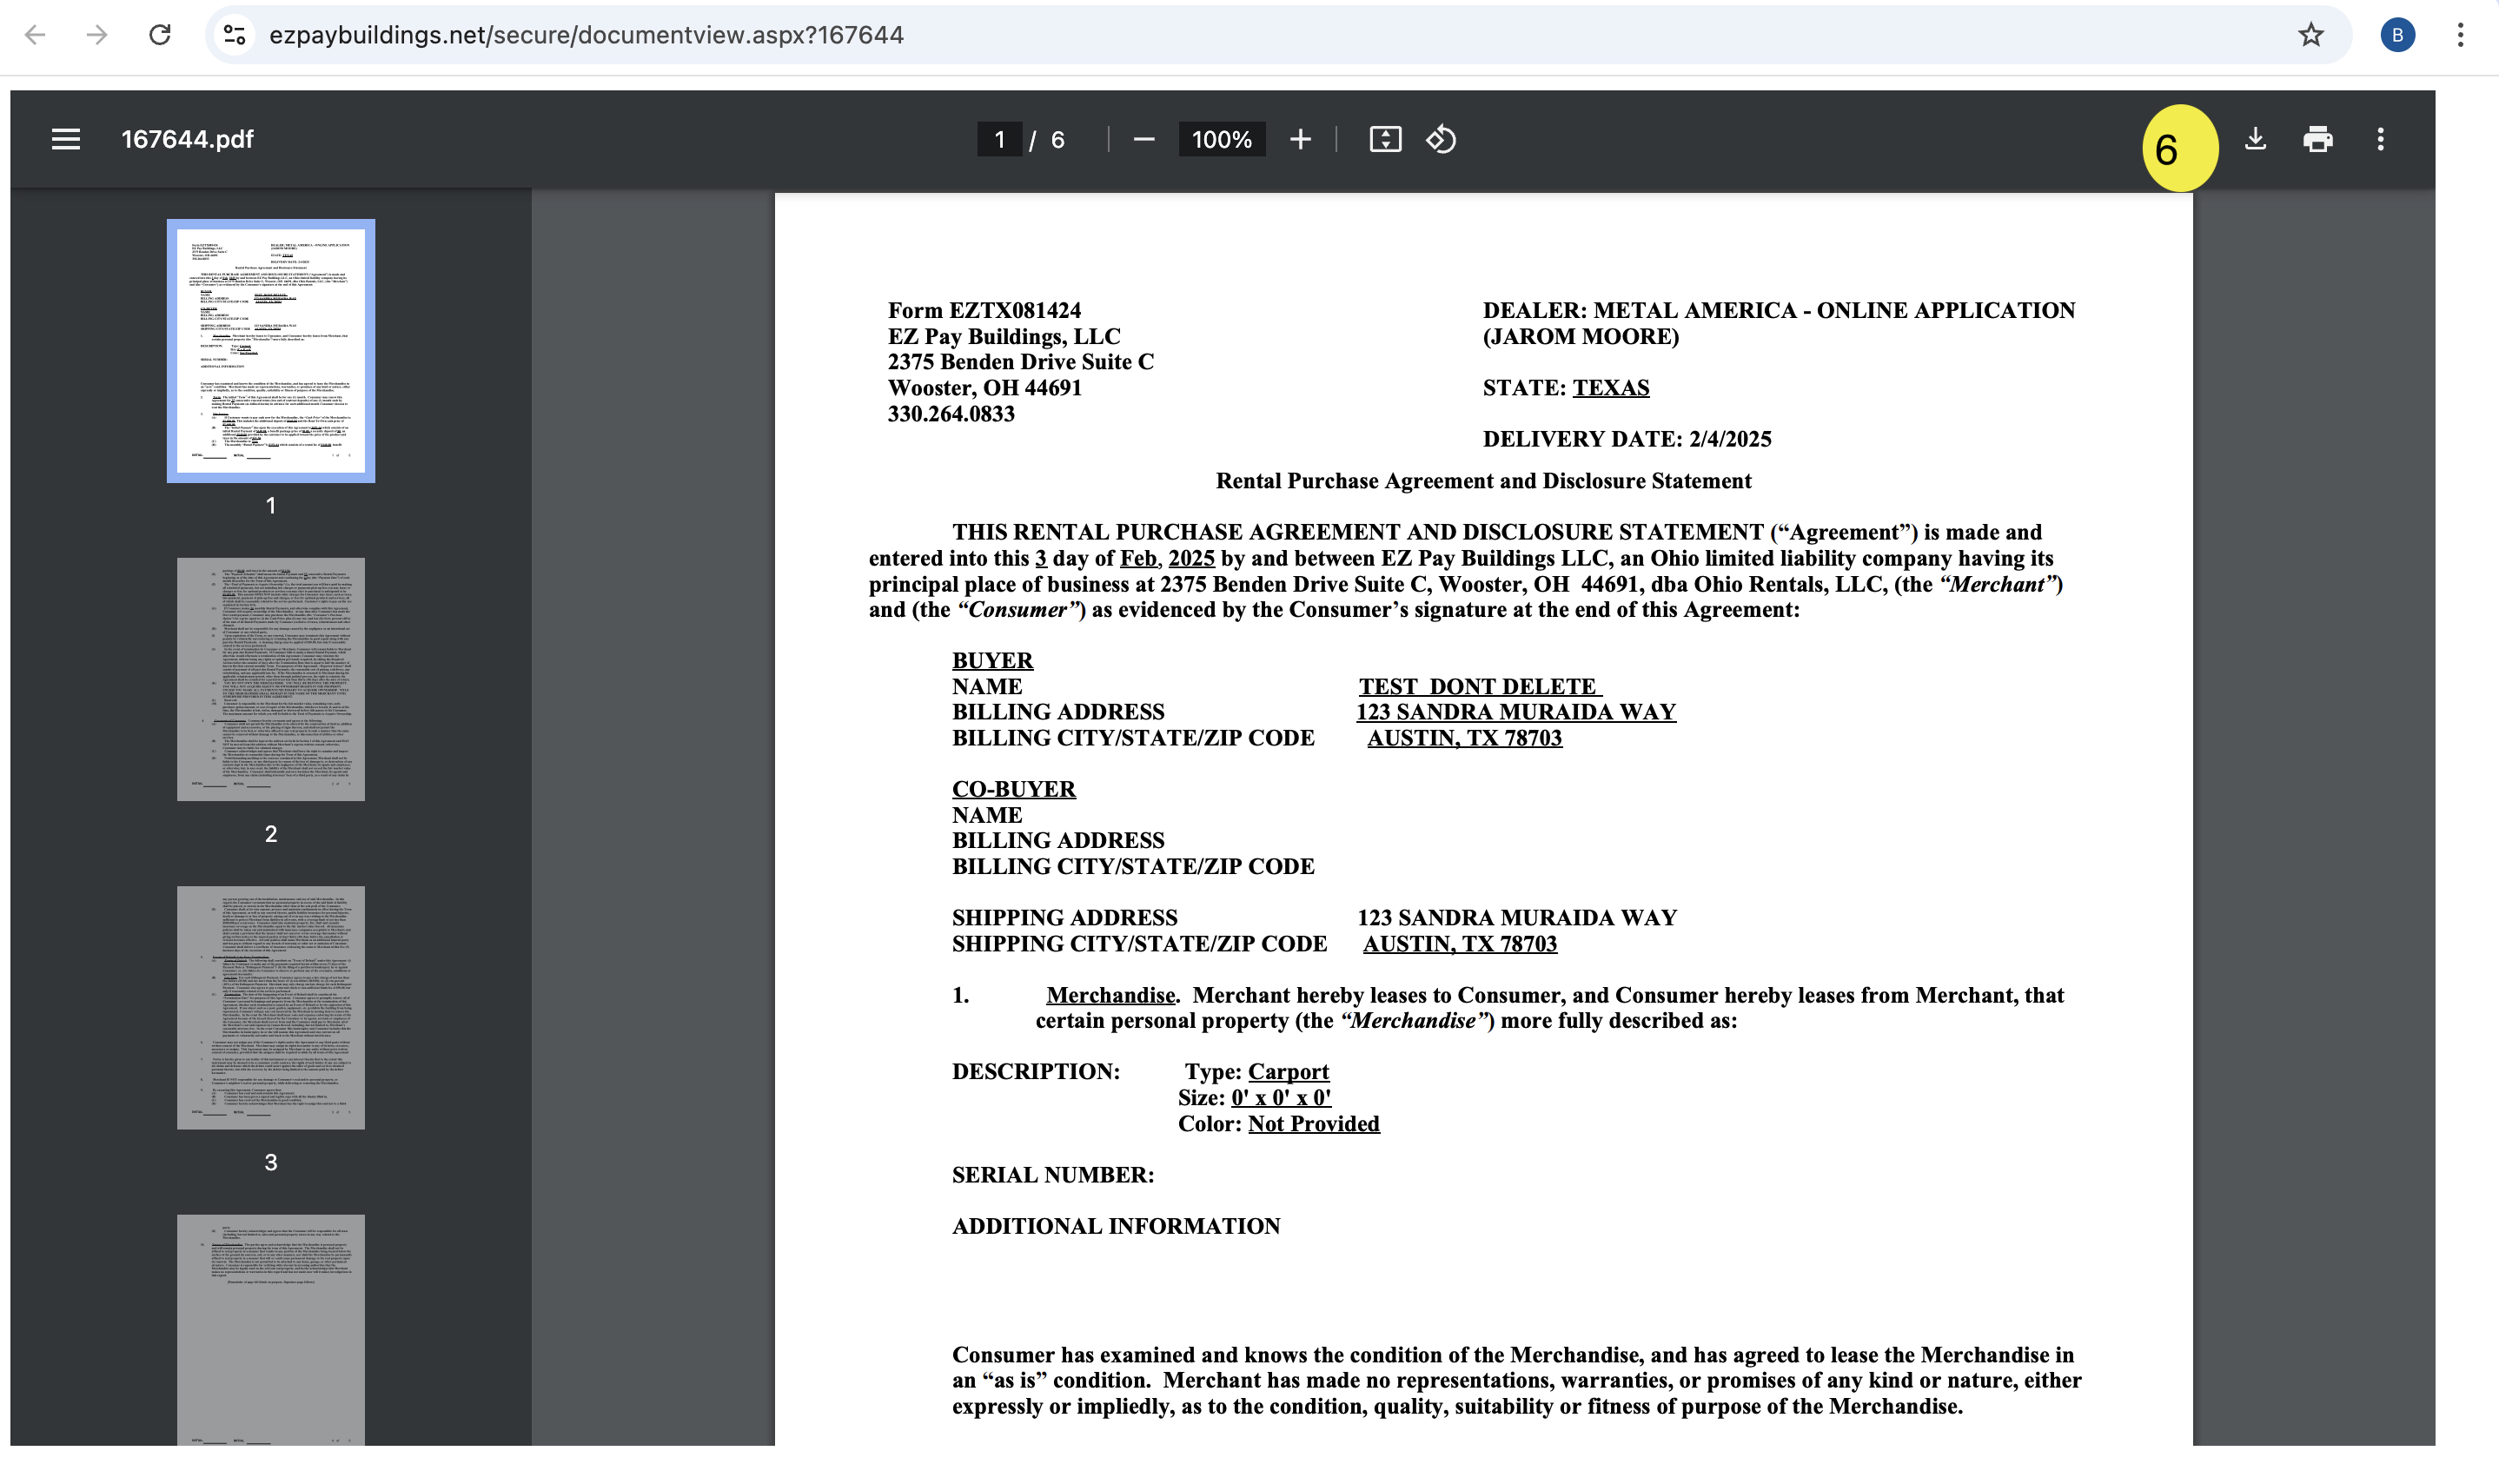 ezpaybuildings.net/secure/documentview.aspx?167644
B
167644.pdf
1 / 6
100%
6
1
2
3
Form EZTX081424
EZ Pay Buildings, LLC
2375 Benden Drive Suite C
Wooster, OH 44691
330.264.0833
DEALER: METAL AMERICA - ONLINE APPLICATION
(JAROM MOORE)
STATE: TEXAS
DELIVERY DATE: 2/4/2025
Rental Purchase Agreement and Disclosure Statement
THIS RENTAL PURCHASE AGREEMENT AND DISCLOSURE STATEMENT (“Agreement”) is made and
entered into this 3 day of Feb, 2025 by and between EZ Pay Buildings LLC, an Ohio limited liability company having its
principal place of business at 2375 Benden Drive Suite C, Wooster, OH 44691, dba Ohio Rentals, LLC, (the “Merchant”)
and (the “Consumer”) as evidenced by the Consumer’s signature at the end of this Agreement:
BUYER
NAME TEST DONT DELETE
BILLING ADDRESS 123 SANDRA MURAIDA WAY
BILLING CITY/STATE/ZIP CODE AUSTIN, TX 78703
CO-BUYER
NAME
BILLING ADDRESS
BILLING CITY/STATE/ZIP CODE
SHIPPING ADDRESS 123 SANDRA MURAIDA WAY
SHIPPING CITY/STATE/ZIP CODE AUSTIN, TX 78703
1. Merchandise. Merchant hereby leases to Consumer, and Consumer hereby leases from Merchant, that
certain personal property (the “Merchandise”) more fully described as:
DESCRIPTION: Type: Carport
Size: 0' x 0' x 0'
Color: Not Provided
SERIAL NUMBER:
ADDITIONAL INFORMATION
Consumer has examined and knows the condition of the Merchandise, and has agreed to lease the Merchandise in
an “as is” condition. Merchant has made no representations, warranties, or promises of any kind or nature, either
expressly or impliedly, as to the condition, quality, suitability or fitness of purpose of the Merchandise.